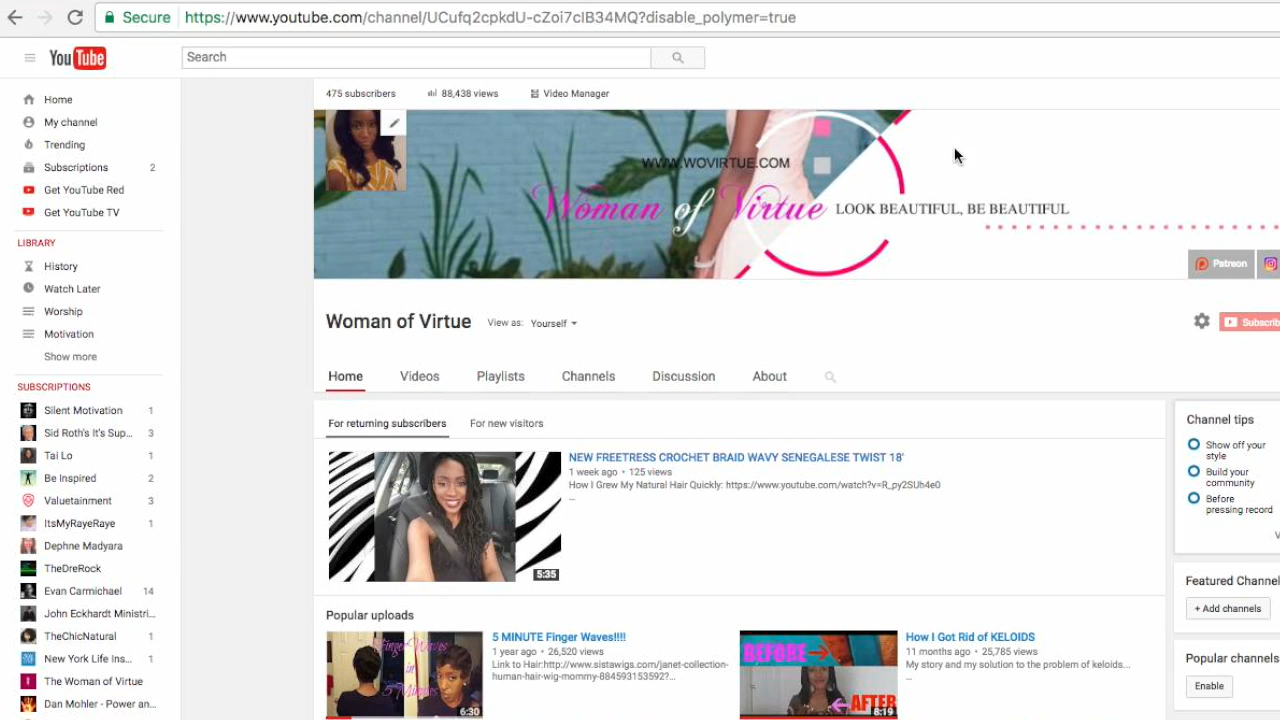 Secure https://www.youtube.com/channel/UCufq2cpkdU-cZoi7cIB34MQ?disable_polymer=true
YouTube
Search
Home
My channel
Trending
Subscriptions 2
Get YouTube Red
Get YouTube TV
LIBRARY
History
Watch Later
Worship
Motivation
Show more
SUBSCRIPTIONS
Silent Motivation 1
Sid Roth's It's Sup... 3
Tai Lo 1
Be Inspired 2
Valuetainment 3
ItsMyRayeRaye 1
Dephne Madyara
TheDreRock
Evan Carmichael 14
John Eckhardt Ministri...
TheChicNatural 1
New York Life Ins... 1
The Woman of Virtue
Dan Mohler - Power an...
475 subscribers 88,438 views Video Manager
WWW.WOVIRTUE.COM
Woman of Virtue LOOK BEAUTIFUL, BE BEAUTIFUL
Patreon
Woman of Virtue View as: Yourself
Subscrib
Home Videos Playlists Channels Discussion About
For returning subscribers For new visitors
NEW FREETRESS CROCHET BRAID WAVY SENEGALESE TWIST 18'
1 week ago • 125 views
How I Grew My Natural Hair Quickly: https://www.youtube.com/watch?v=R_py2SUh4e0
...
5:35
Popular uploads
Finger Waves
in
5 Minutes
6:30
5 MINUTE Finger Waves!!!!
1 year ago • 26,520 views
Link to Hair:http://www.sistawigs.com/janet-collection-
human-hair-wig-mommy-8845931535927?...
BEFORE
AFTER
8:19
How I Got Rid of KELOIDS
11 months ago • 25,785 views
My story and my solution to the problem of keloids...
...
Channel tips
Show off your
style
Build your
community
Before
pressing record
Featured Channel
+ Add channels
Popular channels
Enable